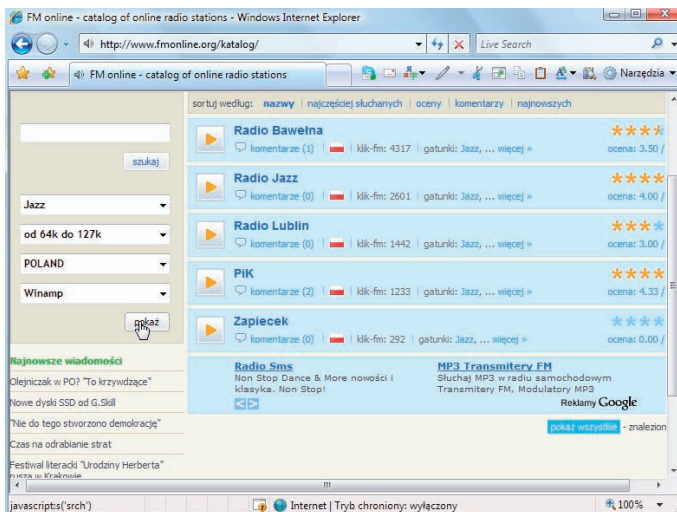 FM online - catalog of online radio stations - Windows Internet Explorer
http://www.fmonline.org/katalog/
Live Search
FM online - catalog of online radio stations
Narzędzia
sortuj według: nazwy najczęściej słuchanych oceny komentarzy najnowszych
szukaj
Jazz
od 64k do 127k
POLAND
Winamp
pokaż
Radio Bawełna
komentarze (1) klik-fm: 4317 gatunki: Jazz, ... więcej »
ocena: 3.50 /
Radio Jazz
komentarze (0) klik-fm: 2601 gatunki: Jazz, ... więcej »
ocena: 4.00 /
Radio Lublin
komentarze (0) klik-fm: 1442 gatunki: Jazz, ... więcej »
ocena: 3.00 /
PiK
komentarze (2) klik-fm: 1233 gatunki: Jazz, ... więcej »
ocena: 4.33 /
Zapiecek
komentarze (0) klik-fm: 292 gatunki: Jazz, ... więcej »
ocena: 0.00 /
Najnowsze wiadomości
Olejniczak w PO? "To krzywdzące"
Nowe dyski SSD od G.Skill
"Nie do tego stworzono demokrację"
Czas na odrabianie strat
Festiwal literacki "Urodziny Herberta"
rusza w Krakowie
Radio Sms
Non Stop Dance & More nowości i
klasyka. Non Stop!
MP3 Transmitery FM
Słuchaj MP3 w radiu samochodowym
Transmitery FM, Modulatory MP3
Reklamy Google
pokaż wszystkie - znalezion
javascript:s('srch')
Internet | Tryb chroniony: wyłączony
100%